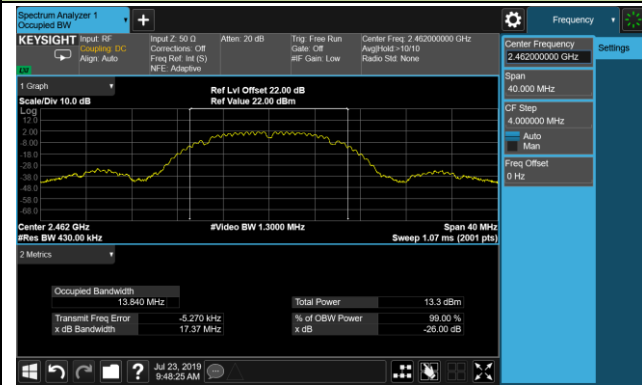 Spectrum Analyzer 1
Occupied BW
Frequency
KEYSIGHT
Input: RF
Coupling: DC
Align: Auto
Input Z: 50 Ω
Corrections: Off
Freq Ref: Int (S)
NFE: Adaptive
Atten: 20 dB
Trig: Free Run
Gate: Off
#IF Gain: Low
Center Freq: 2.462000000 GHz
Avg|Hold:>10/10
Radio Std: None
Center Frequency
2.462000000 GHz
Settings
Span
40.000 MHz
CF Step
4.000000 MHz
Auto
Man
Freq Offset
0 Hz
1 Graph
Scale/Div 10.0 dB
Ref Lvl Offset 22.00 dB
Ref Value 22.00 dBm
Log
12.0
2.00
-8.00
-18.0
-28.0
-38.0
-48.0
-58.0
-68.0
Center 2.462 GHz
#Res BW 430.00 kHz
#Video BW 1.3000 MHz
Span 40 MHz
Sweep 1.07 ms (2001 pts)
2 Metrics
Occupied Bandwidth
13.840 MHz
Total Power 13.3 dBm
Transmit Freq Error -5.270 kHz
% of OBW Power 99.00 %
x dB Bandwidth 17.37 MHz
x dB -26.00 dB
Jul 23, 2019
9:48:25 AM